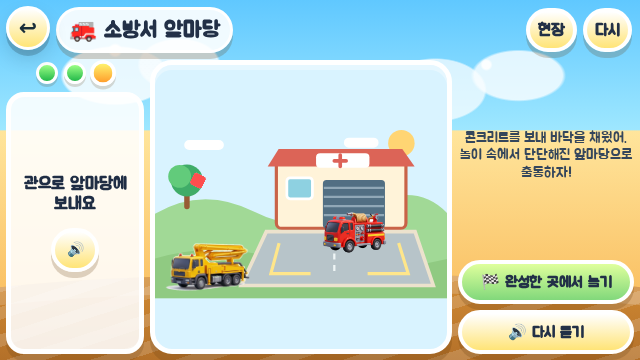 소방서 앞마당
현장
다시
관으로 앞마당에
보내요
콘크리트를 보내 바닥을 채웠어.
놀이 속에서 단단해진 앞마당으로
출동하자!
완성한 곳에서 놀기
다시 듣기